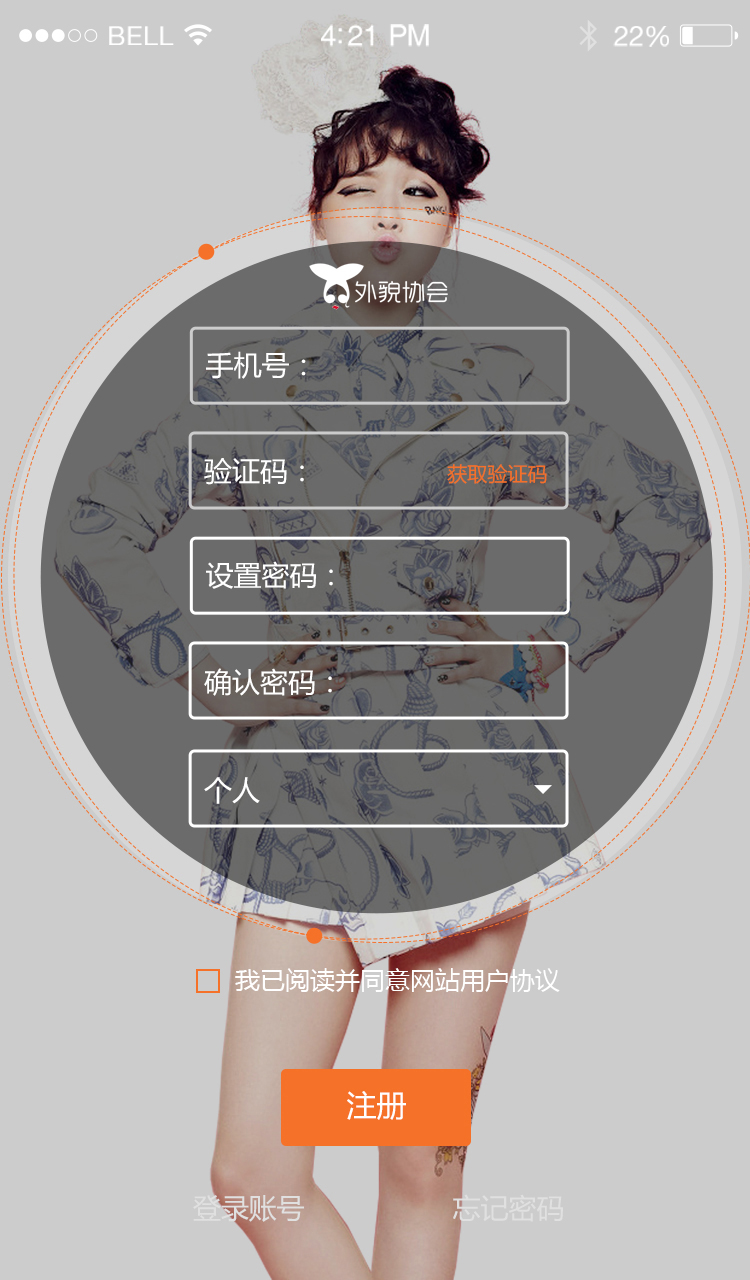 BELL 4:21 PM 22%
BANG!
外貌协会
手机号：
验证码： 获取验证码
设置密码：
确认密码：
个人
我已阅读并同意网站用户协议
注册
登录账号 忘记密码